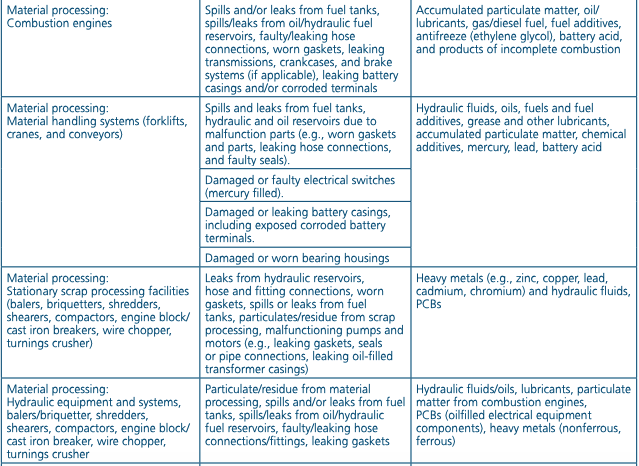 Material processing:
Combustion engines
Spills and/or leaks from fuel tanks,
spills/leaks from oil/hydraulic fuel
reservoirs, faulty/leaking hose
connections, worn gaskets, leaking
transmissions, crankcases, and brake
systems (if applicable), leaking battery
casings and/or corroded terminals
Accumulated particulate matter, oil/
lubricants, gas/diesel fuel, fuel additives,
antifreeze (ethylene glycol), battery acid,
and products of incomplete combustion
Material processing:
Material handling systems (forklifts,
cranes, and conveyors)
Spills and leaks from fuel tanks,
hydraulic and oil reservoirs due to
malfunction parts (e.g., worn gaskets
and parts, leaking hose connections,
and faulty seals).
Damaged or faulty electrical switches
(mercury filled).
Damaged or leaking battery casings,
including exposed corroded battery
terminals.
Damaged or worn bearing housings
Hydraulic fluids, oils, fuels and fuel
additives, grease and other lubricants,
accumulated particulate matter, chemical
additives, mercury, lead, battery acid
Material processing:
Stationary scrap processing facilities
(balers, briquetters, shredders,
shearers, compactors, engine block/
cast iron breakers, wire chopper,
turnings crusher)
Leaks from hydraulic reservoirs,
hose and fitting connections, worn
gaskets, spills or leaks from fuel
tanks, particulates/residue from scrap
processing, malfunctioning pumps and
motors (e.g., leaking gaskets, seals
or pipe connections, leaking oil-filled
transformer casings)
Heavy metals (e.g., zinc, copper, lead,
cadmium, chromium) and hydraulic fluids,
PCBs
Material processing:
Hydraulic equipment and systems,
balers/briquetter, shredders,
shearers, compactors, engine block/
cast iron breaker, wire chopper,
turnings crusher
Particulate/residue from material
processing, spills and/or leaks from fuel
tanks, spills/leaks from oil/hydraulic
fuel reservoirs, faulty/leaking hose
connections/fittings, leaking gaskets
Hydraulic fluids/oils, lubricants, particulate
matter from combustion engines,
PCBs (oilfilled electrical equipment
components), heavy metals (nonferrous,
ferrous)